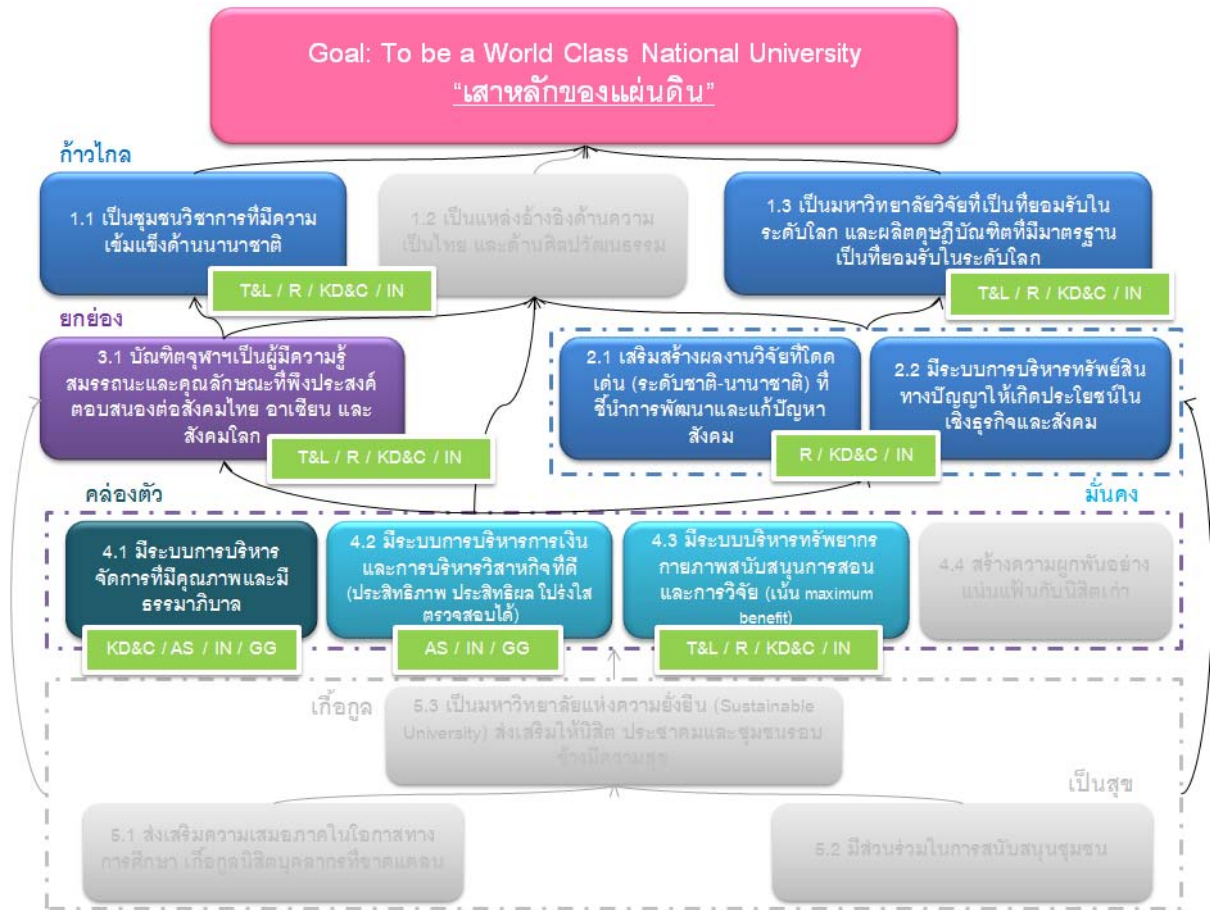 Goal: To be a World Class National University
“เสาหลักของแผ่นดิน”
ก้าวไกล
1.1 เป็นชุมชนวิชาการที่มีความ
เข้มแข็งด้านนานาชาติ
T&L / R / KD&C / IN
1.2 เป็นแหล่งอ้างอิงด้านความ
เป็นไทย และด้านศิลปวัฒนธรรม
1.3 เป็นมหาวิทยาลัยวิจัยที่เป็นที่ยอมรับใน
ระดับโลก และผลิตดุษฎีบัณฑิตที่มีมาตรฐาน
เป็นที่ยอมรับในระดับโลก
T&L / R / KD&C / IN
ยกย่อง
3.1 บัณฑิตจุฬาฯเป็นผู้มีความรู้
สมรรถนะและคุณลักษณะที่พึงประสงค์
ตอบสนองต่อสังคมไทย อาเซียน และ
สังคมโลก
T&L / R / KD&C / IN
2.1 เสริมสร้างผลงานวิจัยที่โดด
เด่น (ระดับชาติ-นานาชาติ) ที่
ชี้นำการพัฒนาและแก้ปัญหา
สังคม
2.2 มีระบบการบริหารทรัพย์สิน
ทางปัญญาให้เกิดประโยชน์ใน
เชิงธุรกิจและสังคม
R / KD&C / IN
คล่องตัว
มั่นคง
4.1 มีระบบการบริหาร
จัดการที่มีคุณภาพและมี
ธรรมาภิบาล
KD&C / AS / IN / GG
4.2 มีระบบการบริหารการเงิน
และการบริหารวิสาหกิจที่ดี
(ประสิทธิภาพ ประสิทธิผล โปร่งใส
ตรวจสอบได้)
AS / IN / GG
4.3 มีระบบบริหารทรัพยากร
กายภาพสนับสนุนการสอน
และการวิจัย (เน้น maximum
benefit)
T&L / R / KD&C / IN
4.4 สร้างความผูกพันอย่าง
แน่นแฟ้นกับนิสิตเก่า
เกื้อกูล
5.3 เป็นมหาวิทยาลัยแห่งความยั่งยืน (Sustainable
University) ส่งเสริมให้นิสิต ประชาคมและชุมชนรอบ
ข้างมีความสุข
เป็นสุข
5.1 ส่งเสริมความเสมอภาคในโอกาสทาง
การศึกษา เกื้อกูลนิสิตบุคลากรที่ขาดแคลน
5.2 มีส่วนร่วมในการสนับสนุนชุมชน